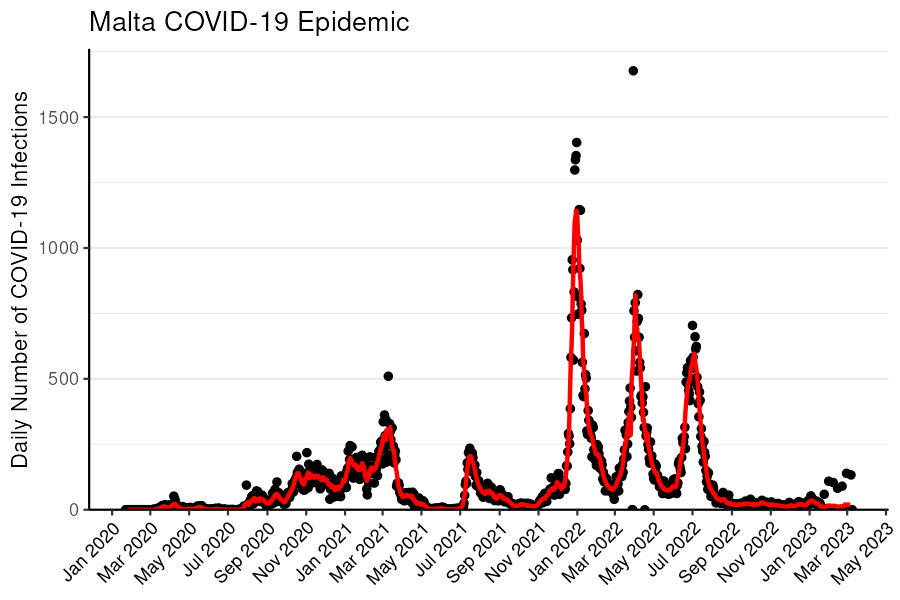 Malta COVID-19 Epidemic
Daily Number of COVID-19 Infections
1500
1000
500
0
Jan 2020
Mar 2020
May 2020
Jul 2020
Sep 2020
Nov 2020
Jan 2021
Mar 2021
May 2021
Jul 2021
Sep 2021
Nov 2021
Jan 2022
Mar 2022
May 2022
Jul 2022
Sep 2022
Nov 2022
Jan 2023
Mar 2023
May 2023